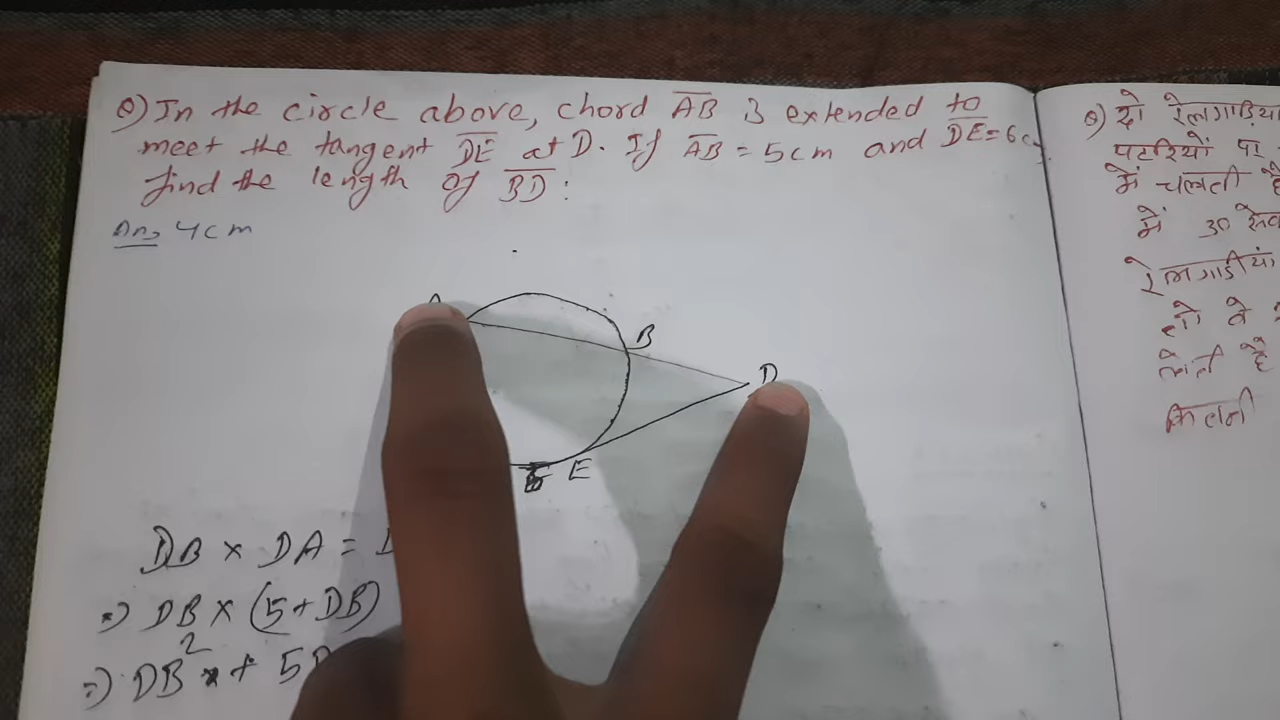 Q) In the circle above, chord AB is extended to
meet the tangent DE at D. If AB = 5cm and DE = 6c
find the length of BD :
Ans 4cm
A
B
D
E
DB × DA = D
=) DB × (5+DB)
=) DB² + 5D
Q) दो रेलगाड़िया
पटरियों पर
में चलती है
में 30 सेक
रेलगाडीयां
हो तो
लेती है
कितनी